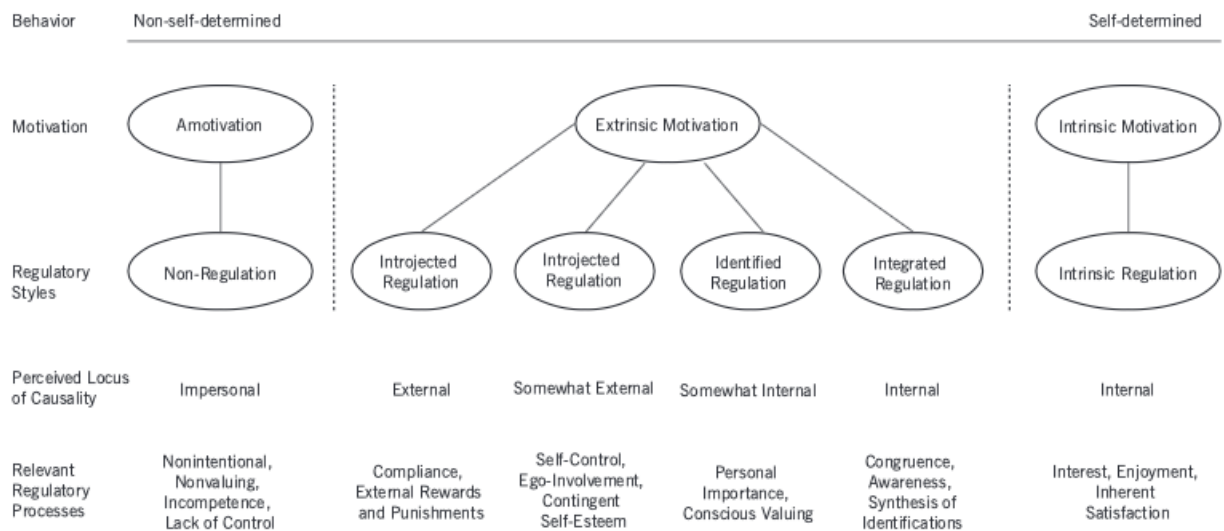 Behavior
Non-self-determined
Self-determined
Motivation
Amotivation
Extrinsic Motivation
Intrinsic Motivation
Regulatory
Styles
Non-Regulation
Introjected
Regulation
Introjected
Regulation
Identified
Regulation
Integrated
Regulation
Intrinsic Regulation
Perceived Locus
of Causality
Impersonal
External
Somewhat External
Somewhat Internal
Internal
Internal
Relevant
Regulatory
Processes
Nonintentional,
Nonvaluing,
Incompetence,
Lack of Control
Compliance,
External Rewards
and Punishments
Self-Control,
Ego-Involvement,
Contingent
Self-Esteem
Personal
Importance,
Conscious Valuing
Congruence,
Awareness,
Synthesis of
Identifications
Interest, Enjoyment,
Inherent
Satisfaction